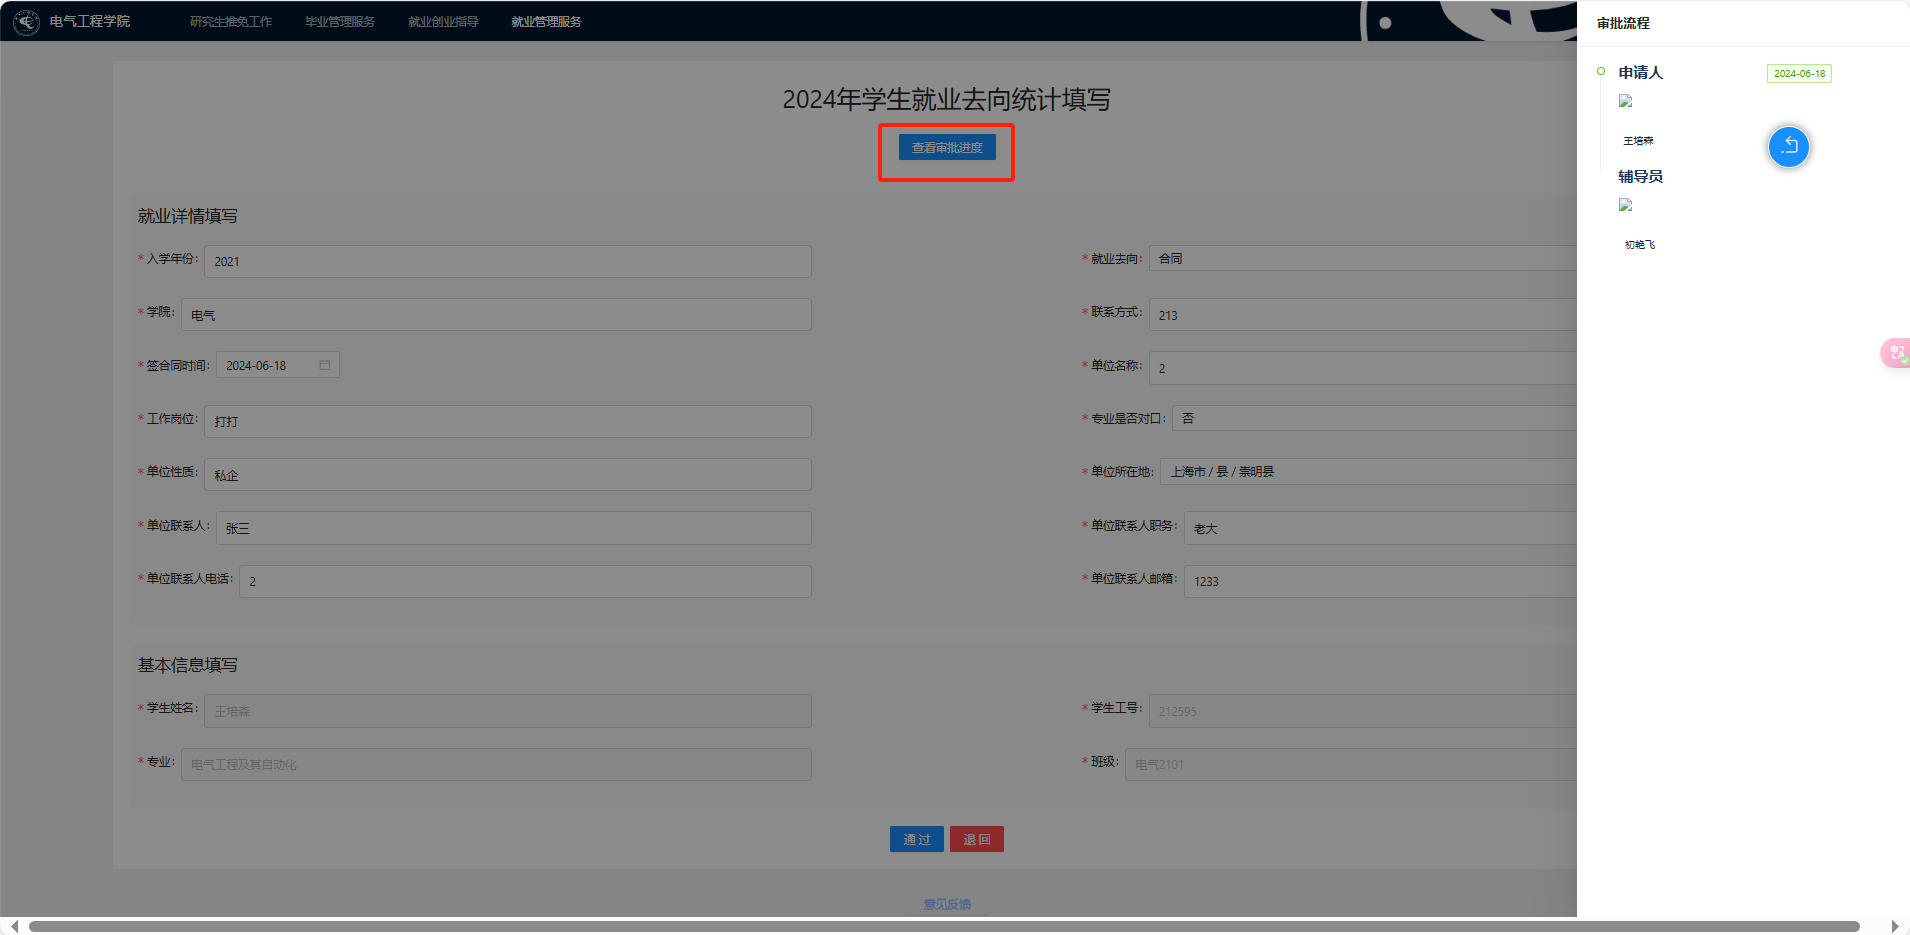 电气工程学院 研究生推免工作 毕业管理服务 就业创业指导 就业管理服务
2024年学生就业去向统计填写
查看审批进度
就业详情填写
* 入学年份: 2021
* 就业去向: 合同
* 学院: 电气
* 联系方式: 213
* 签合同时间: 2024-06-18
* 单位名称: 2
* 工作岗位: 打打
* 专业是否对口: 否
* 单位性质: 私企
* 单位所在地: 上海市 / 县 / 崇明县
* 单位联系人: 张三
* 单位联系人职务: 老大
* 单位联系人电话: 2
* 单位联系人邮箱: 1233
基本信息填写
* 学生姓名: 王培森
* 学生工号: 212595
* 专业: 电气工程及其自动化
* 班级: 电气2101
通过 退回
意见反馈
审批流程
申请人 2024-06-18
王培森
辅导员
初艳飞